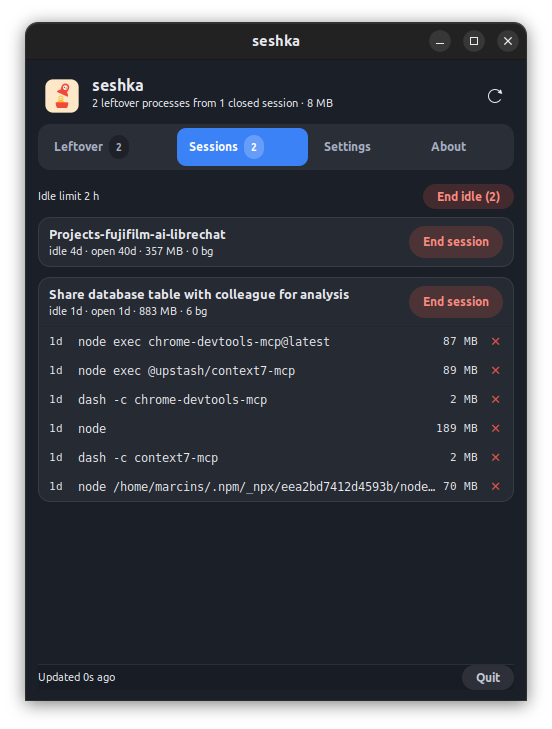 seshka
seshka
2 leftover processes from 1 closed session · 8 MB
Leftover 2 Sessions 2 Settings About
Idle limit 2 h End idle (2)
Projects-fujifilm-ai-librechat
idle 4d · open 40d · 357 MB · 0 bg
End session
Share database table with colleague for analysis
idle 1d · open 1d · 883 MB · 6 bg
End session
1d node exec chrome-devtools-mcp@latest 87 MB ×
1d node exec @upstash/context7-mcp 89 MB ×
1d dash -c chrome-devtools-mcp 2 MB ×
1d node 189 MB ×
1d dash -c context7-mcp 2 MB ×
1d node /home/marcins/.npm/_npx/eea2bd7412d4593b/node… 70 MB ×
Updated 0s ago Quit